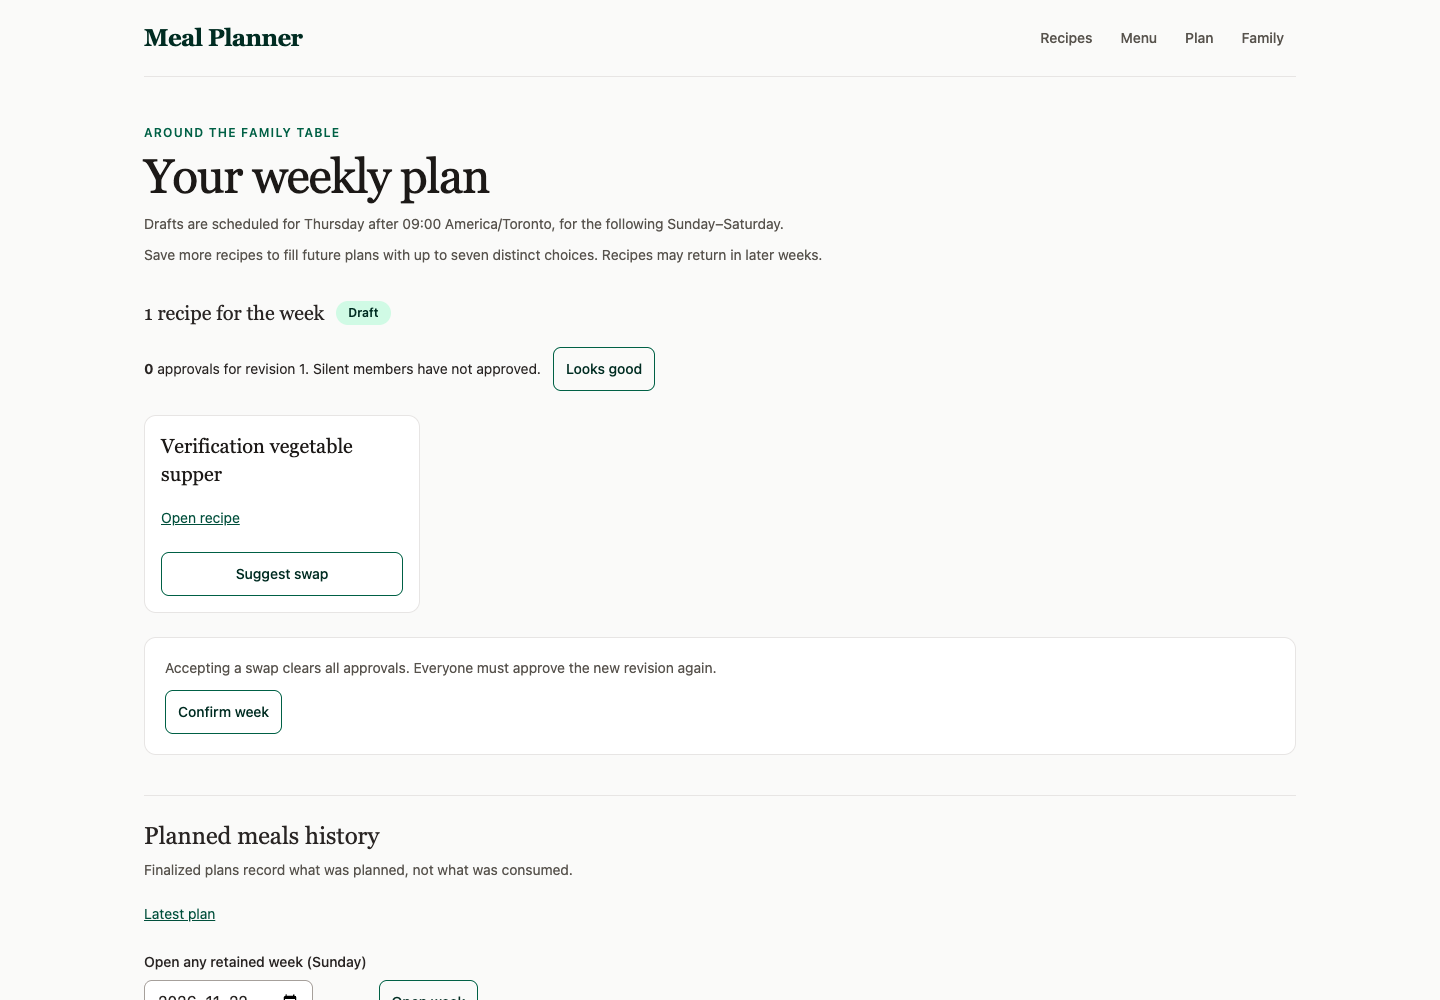 Meal Planner
Recipes Menu Plan Family
AROUND THE FAMILY TABLE
Your weekly plan
Drafts are scheduled for Thursday after 09:00 America/Toronto, for the following Sunday–Saturday.
Save more recipes to fill future plans with up to seven distinct choices. Recipes may return in later weeks.
1 recipe for the week Draft
0 approvals for revision 1. Silent members have not approved. Looks good
Verification vegetable
supper
Open recipe
Suggest swap
Accepting a swap clears all approvals. Everyone must approve the new revision again.
Confirm week
Planned meals history
Finalized plans record what was planned, not what was consumed.
Latest plan
Open any retained week (Sunday)
2026-11-22 Open week